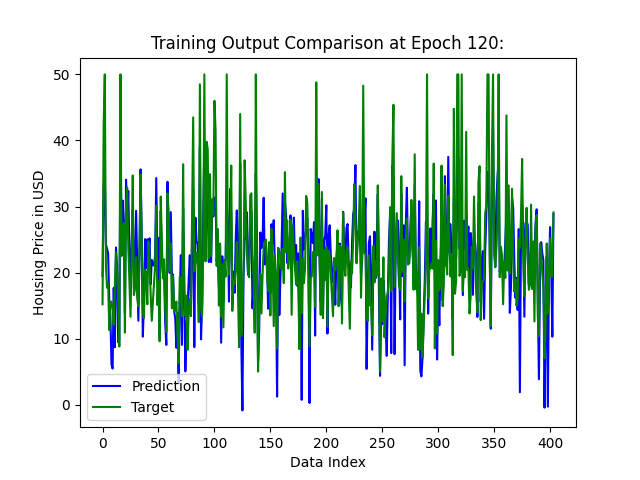 Training Output Comparison at Epoch 120:
Housing Price in USD
50
40
30
20
10
0
Prediction
Target
0 50 100 150 200 250 300 350 400
Data Index